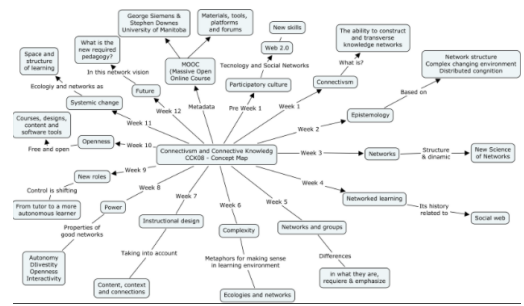 George Siemens &
Stephen Downes
University of Manitoba
Materials, tools,
platforms
and forums
New skills
Web 2.0
The ability to construct
and transverse
knowledge networks
Network structure
Complex changing environment
Distributed congnition
Space and
structure
of learning
What is the
new required
pedagogy?
MOOC
(Massive Open
Online Course
Tecnology and Social Networks
What is?
Connectivsm
Participatory culture
Based on
In this network vision
Ecologiy and networks as
Systemic change
Future
Week 12
Metadata
Pre Week 1
Week 1
Epistemology
Week 2
Week 11
Courses, designs,
content and
software tools
Free and open
Openness
Week 10
Connectivsm and Connective Knowledg
CCK08 - Concept Map
Week 3
Networks
Structure
& dinamic
New Science
of Networks
New roles
Week 9
Week 8
Week 7
Week 6
Week 5
Week 4
Networked learning
Its history
related to
Social web
Control is shifting
From tutor to a more
autonomous learner
Power
Properties of
good networks
Autonomy
Dilvestity
Openness
Interactivity
Instructional design
Taking into account
Content, context
and connections
Complexity
Metaphors for making sense
in learning environment
Ecologies and networks
Networks and groups
Differences
In what they are,
requiere & emphasize